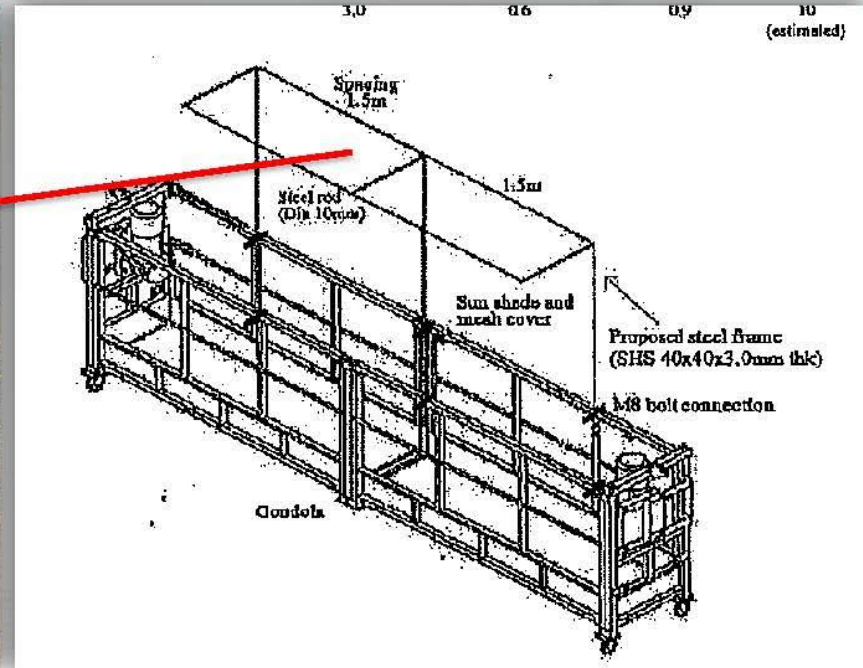 3.0 0.6 0.9 10
(estimated)
Spacing
1.5m
1.5m
Steel rod
(Dia 10mm)
Sun shade and
mesh cover
Proposed steel frame
(SHS 40x40x3.0mm thk)
M8 bolt connection
Gondola